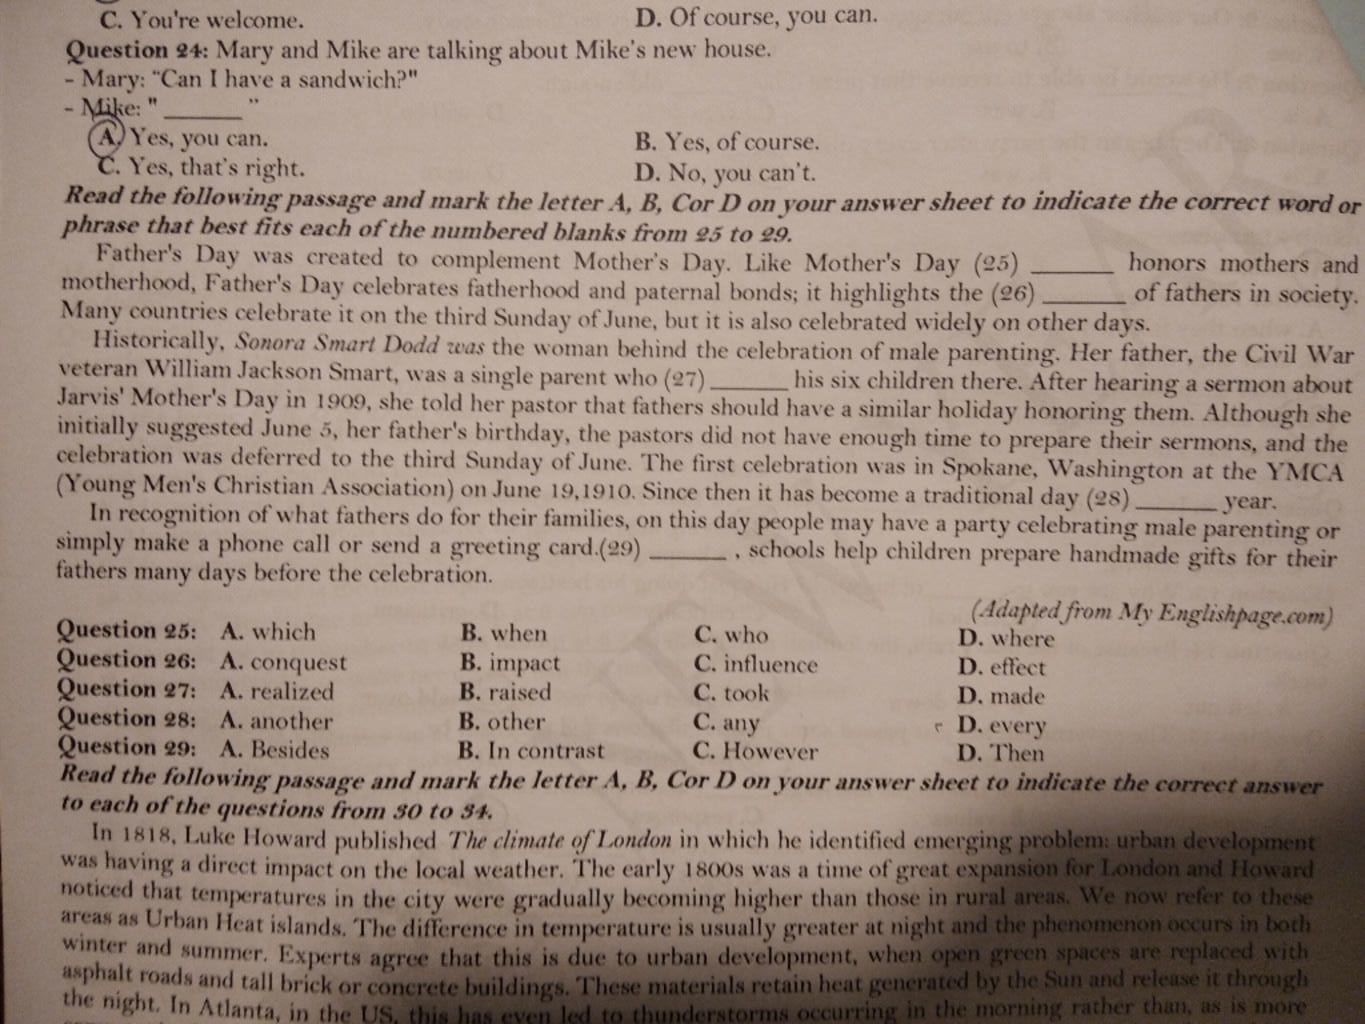 C. You're welcome. D. Of course, you can.
Question 24: Mary and Mike are talking about Mike's new house.
- Mary: "Can I have a sandwich?"
- Mike: "________"
A. Yes, you can. B. Yes, of course.
C. Yes, that's right. D. No, you can't.
Read the following passage and mark the letter A, B, Cor D on your answer sheet to indicate the correct word or
phrase that best fits each of the numbered blanks from 25 to 29.
Father's Day was created to complement Mother's Day. Like Mother's Day (25) ________ honors mothers and
motherhood, Father's Day celebrates fatherhood and paternal bonds; it highlights the (26) ________ of fathers in society.
Many countries celebrate it on the third Sunday of June, but it is also celebrated widely on other days.
Historically, Sonora Smart Dodd was the woman behind the celebration of male parenting. Her father, the Civil War
veteran William Jackson Smart, was a single parent who (27) ________ his six children there. After hearing a sermon about
Jarvis' Mother's Day in 1909, she told her pastor that fathers should have a similar holiday honoring them. Although she
initially suggested June 5, her father's birthday, the pastors did not have enough time to prepare their sermons, and the
celebration was deferred to the third Sunday of June. The first celebration was in Spokane, Washington at the YMCA
(Young Men's Christian Association) on June 19,1910. Since then it has become a traditional day (28) ________ year.
In recognition of what fathers do for their families, on this day people may have a party celebrating male parenting or
simply make a phone call or send a greeting card.(29) ________ , schools help children prepare handmade gifts for their
fathers many days before the celebration.
(Adapted from My Englishpage.com)
Question 25: A. which B. when C. who D. where
Question 26: A. conquest B. impact C. influence D. effect
Question 27: A. realized B. raised C. took D. made
Question 28: A. another B. other C. any D. every
Question 29: A. Besides B. In contrast C. However D. Then
Read the following passage and mark the letter A, B, Cor D on your answer sheet to indicate the correct answer
to each of the questions from 30 to 34.
In 1818, Luke Howard published The climate of London in which he identified emerging problem: urban development
was having a direct impact on the local weather. The early 1800s was a time of great expansion for London and Howard
noticed that temperatures in the city were gradually becoming higher than those in rural areas. We now refer to these
areas as Urban Heat islands. The difference in temperature is usually greater at night and the phenomenon occurs in both
winter and summer. Experts agree that this is due to urban development, when open green spaces are replaced with
asphalt roads and tall brick or concrete buildings. These materials retain heat generated by the Sun and release it through
the night. In Atlanta, in the US, this has even led to thunderstorms occurring in the morning rather than, as is more